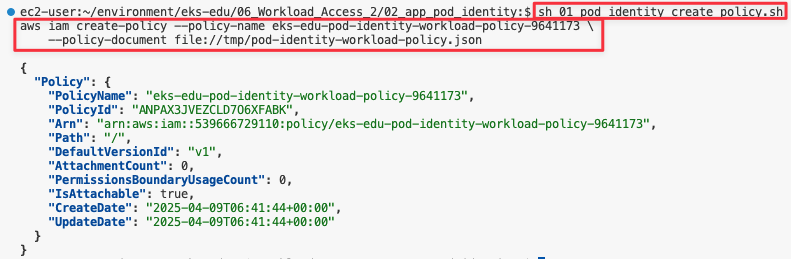 ec2-user:~/environment/eks-edu/06_Workload_Access_2/02_app_pod_identity:$ sh 01_pod_identity_create_policy.sh
aws iam create-policy --policy-name eks-edu-pod-identity-workload-policy-9641173 \
    --policy-document file://tmp/pod-identity-workload-policy.json
{
  "Policy": {
    "PolicyName": "eks-edu-pod-identity-workload-policy-9641173",
    "PolicyId": "ANPAX3JVEZCLD7O6XFABK",
    "Arn": "arn:aws:iam::539666729110:policy/eks-edu-pod-identity-workload-policy-9641173",
    "Path": "/",
    "DefaultVersionId": "v1",
    "AttachmentCount": 0,
    "PermissionsBoundaryUsageCount": 0,
    "IsAttachable": true,
    "CreateDate": "2025-04-09T06:41:44+00:00",
    "UpdateDate": "2025-04-09T06:41:44+00:00"
  }
}